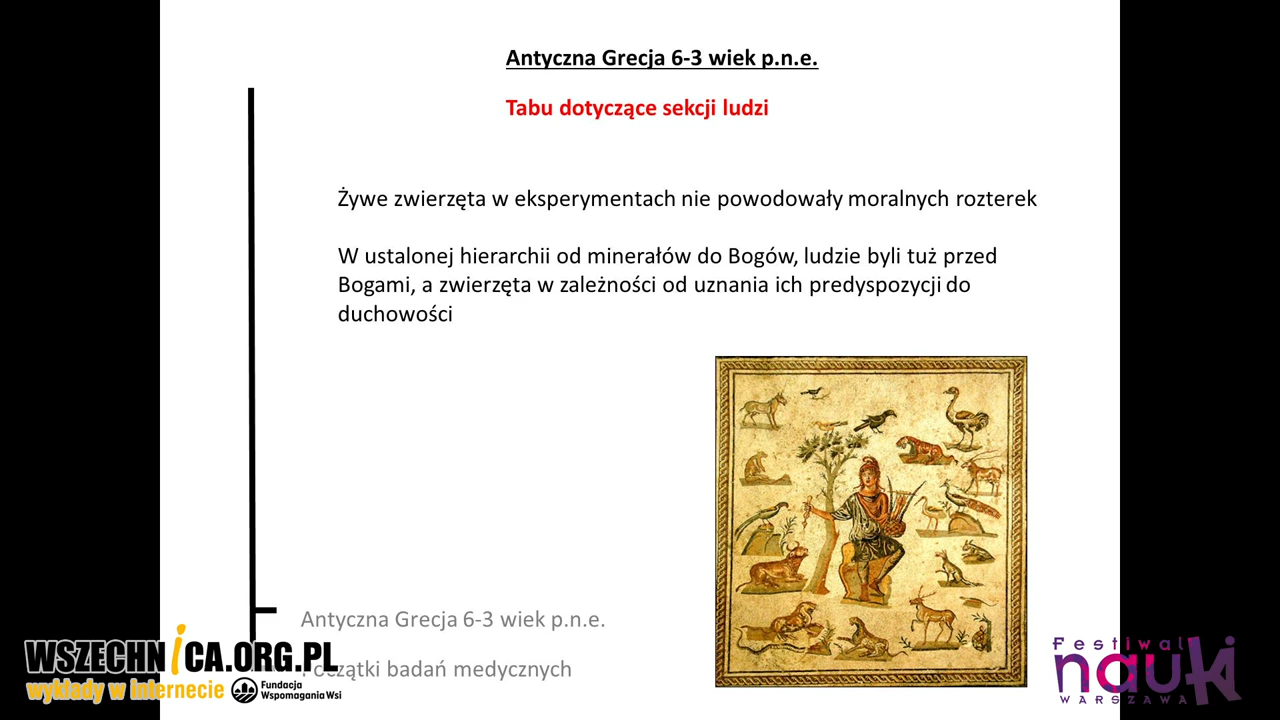 Antyczna Grecja 6-3 wiek p.n.e.
Tabu dotyczące sekcji ludzi
Żywe zwierzęta w eksperymentach nie powodowały moralnych rozterek
W ustalonej hierarchii od minerałów do Bogów, ludzie byli tuż przed
Bogami, a zwierzęta w zależności od uznania ich predyspozycji do
duchowości
Antyczna Grecja 6-3 wiek p.n.e.
Początki badań medycznych
WSZECHNICA.ORG.PL
wykłady w Internecie
Fundacja
Wspomagania Wsi
Festiwal
nauki
WARSZAWA